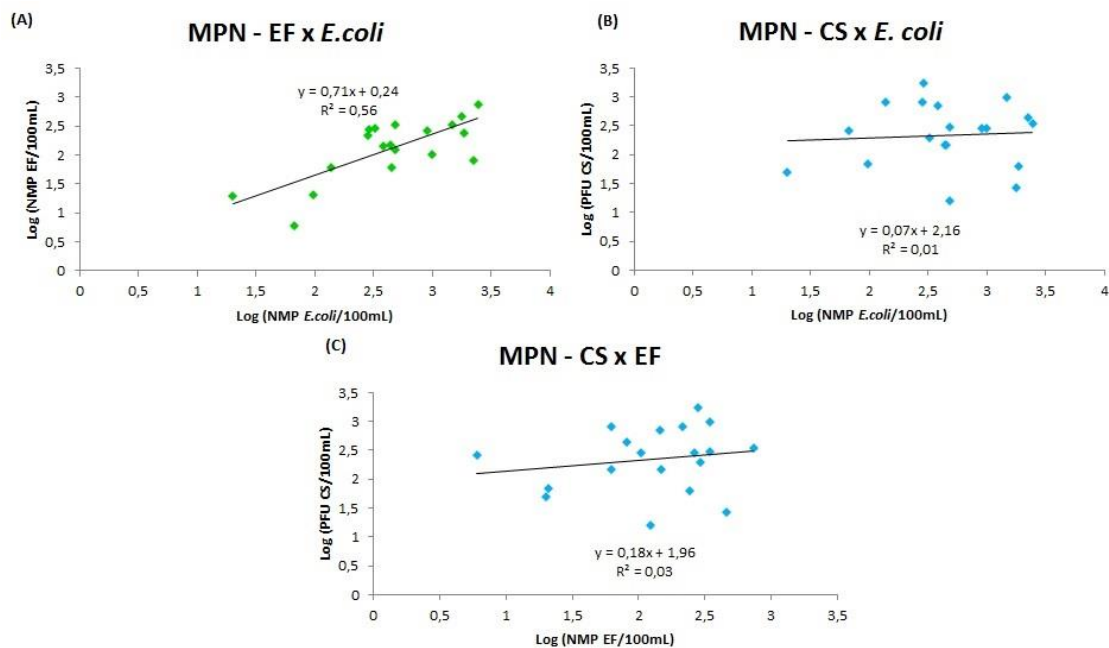 (A)
MPN - EF x E.coli
3,5
3
2,5
2
1,5
1
0,5
0
Log (NMP EF/100mL)
y = 0,71x + 0,24
R² = 0,56
0 0,5 1 1,5 2 2,5 3 3,5 4
Log (NMP E.coli/100mL)
(B)
MPN - CS x E. coli
3,5
3
2,5
2
1,5
1
0,5
0
Log (PFU CS/100mL)
y = 0,07x + 2,16
R² = 0,01
0 0,5 1 1,5 2 2,5 3 3,5 4
Log (NMP E.coli/100mL)
(C)
MPN - CS x EF
3,5
3
2,5
2
1,5
1
0,5
0
Log (PFU CS/100mL)
y = 0,18x + 1,96
R² = 0,03
0 0,5 1 1,5 2 2,5 3 3,5
Log (NMP EF/100mL)